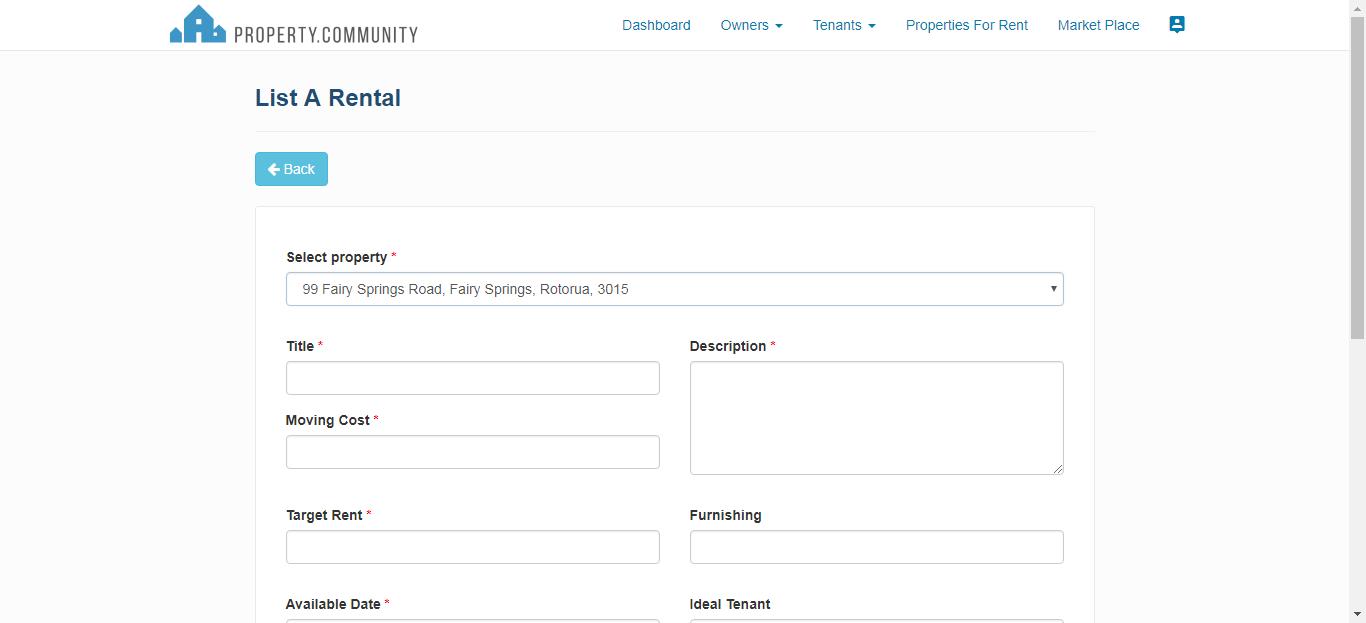 PROPERTY.COMMUNITY
Dashboard Owners Tenants Properties For Rent Market Place
List A Rental
Back
Select property *
99 Fairy Springs Road, Fairy Springs, Rotorua, 3015
Title * Description *
Moving Cost *
Target Rent * Furnishing
Available Date * Ideal Tenant